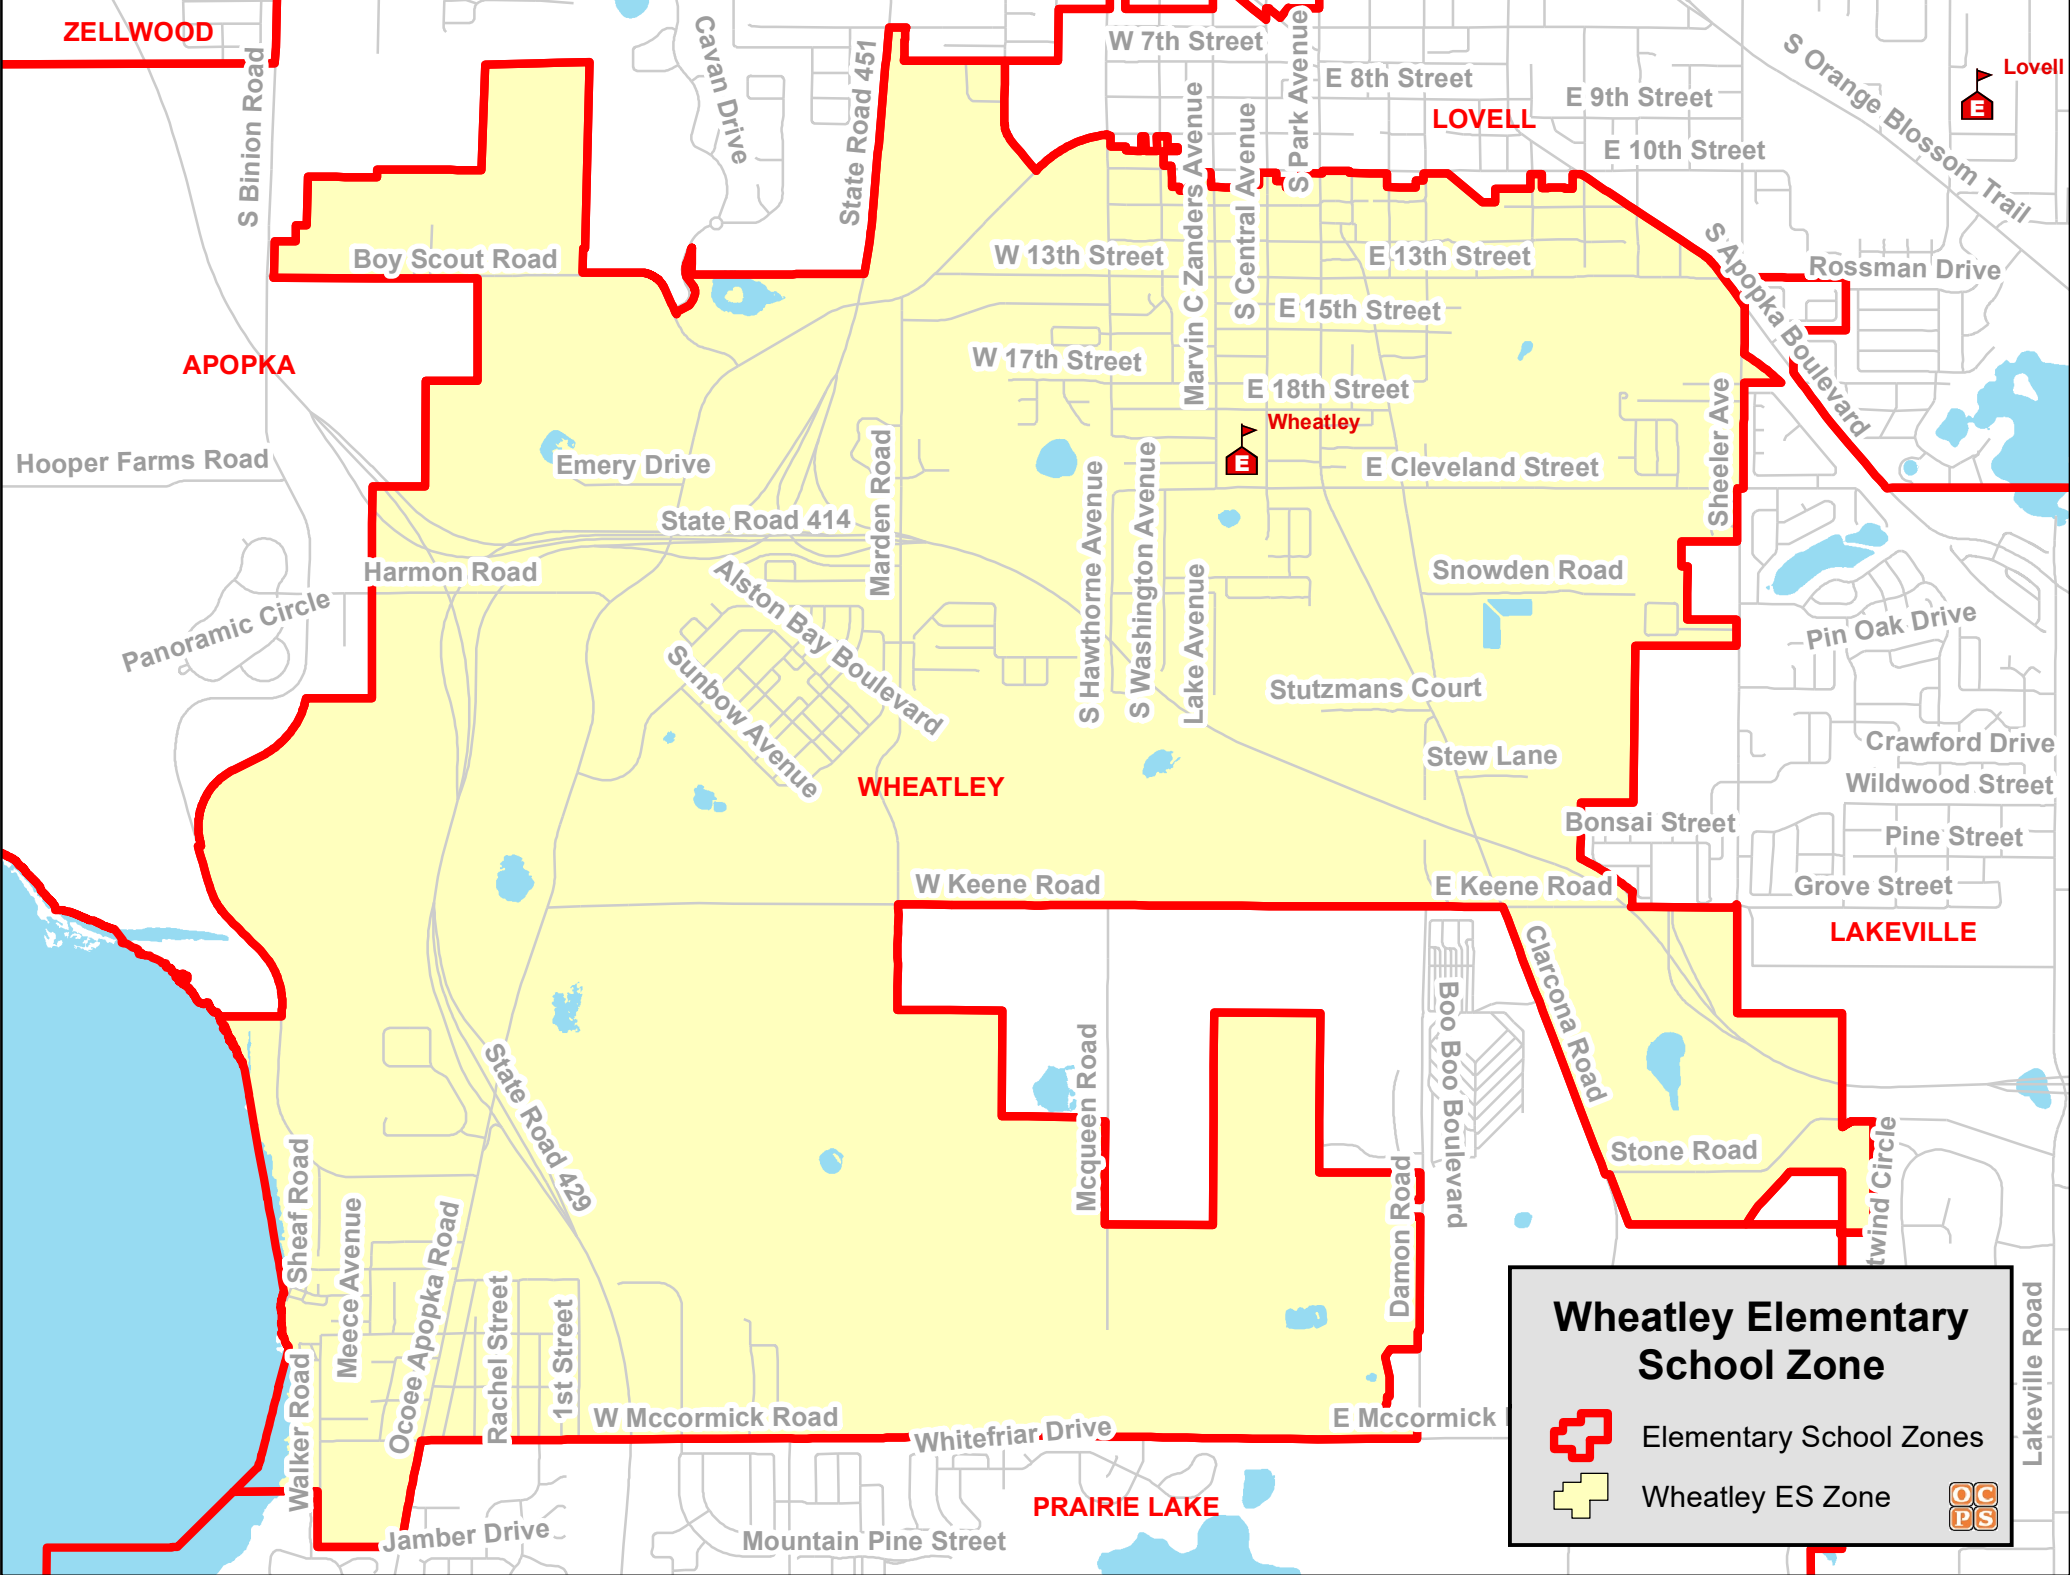 ZELLWOOD
S Binion Road
Cavan Drive
State Road 451
W 7th Street
S Park Avenue
E 8th Street
E 9th Street
S Orange Blossom Trail
Lovell
E
LOVELL
E 10th Street
Marvin C Zanders Avenue
S Central Avenue
Boy Scout Road
W 13th Street
E 13th Street
S Apopka Boulevard
Rossman Drive
E 15th Street
APOPKA
W 17th Street
E 18th Street
Wheatley
E
Sheeler Ave
Hooper Farms Road
Emery Drive
Marden Road
E Cleveland Street
State Road 414
S Hawthorne Avenue
S Washington Avenue
Lake Avenue
Harmon Road
Alston Bay Boulevard
Snowden Road
Panoramic Circle
Pin Oak Drive
Sunbow Avenue
Stutzmans Court
Crawford Drive
Stew Lane
WHEATLEY
Wildwood Street
Bonsai Street
Pine Street
W Keene Road
E Keene Road
Grove Street
LAKEVILLE
Clarcona Road
Boo Boo Boulevard
Mcqueen Road
State Road 429
Stone Road
Sheaf Road
Meece Avenue
Ocoee Apopka Road
Damon Road
twind Circle
Rachel Street
1st Street
Lakeville Road
Walker Road
W Mccormick Road
Whitefriar Drive
E Mccormick
PRAIRIE LAKE
Jamber Drive
Mountain Pine Street
Wheatley Elementary
School Zone
Elementary School Zones
Wheatley ES Zone
OC
PS